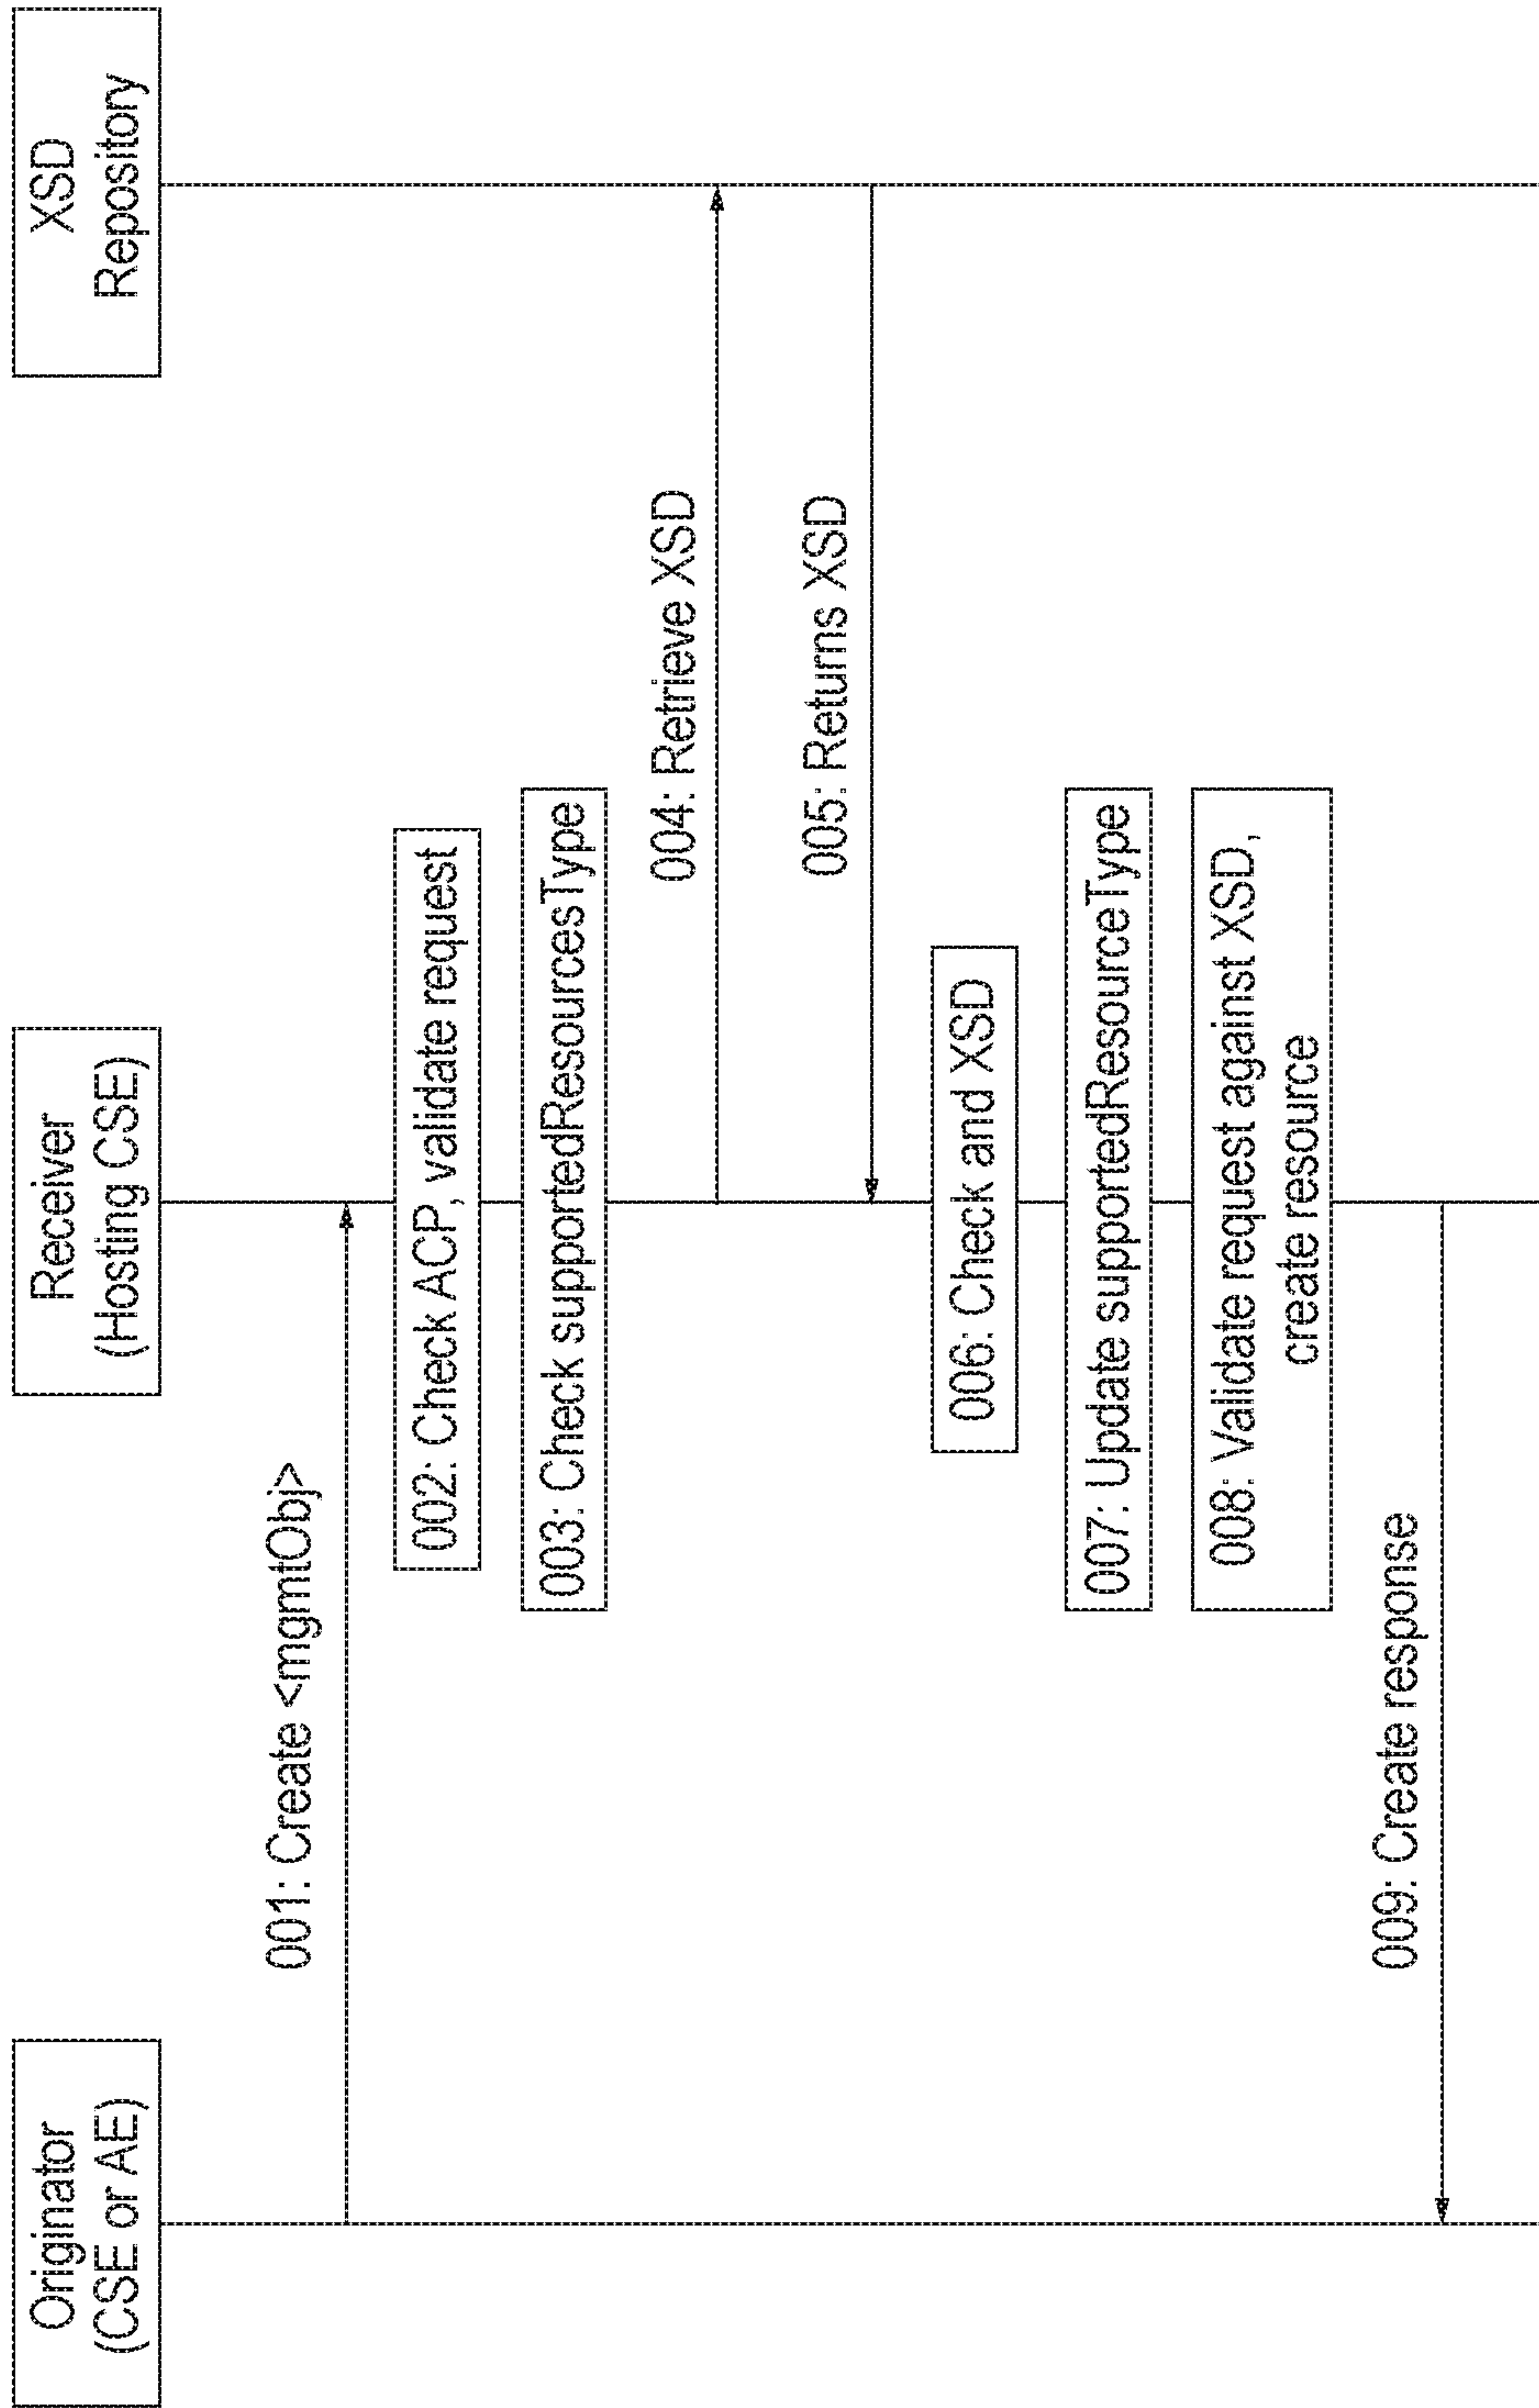 Originator
(CSE or AE)
Receiver
(Hosting CSE)
XSD
Repository
001: Create <mgmtObj>
002: Check ACP, validate request
003: Check supportedResourcesType
004: Retrieve XSD
005: Returns XSD
006: Check and XSD
007: Update supportedResourceType
008: Validate request against XSD,
create resource
009: Create response